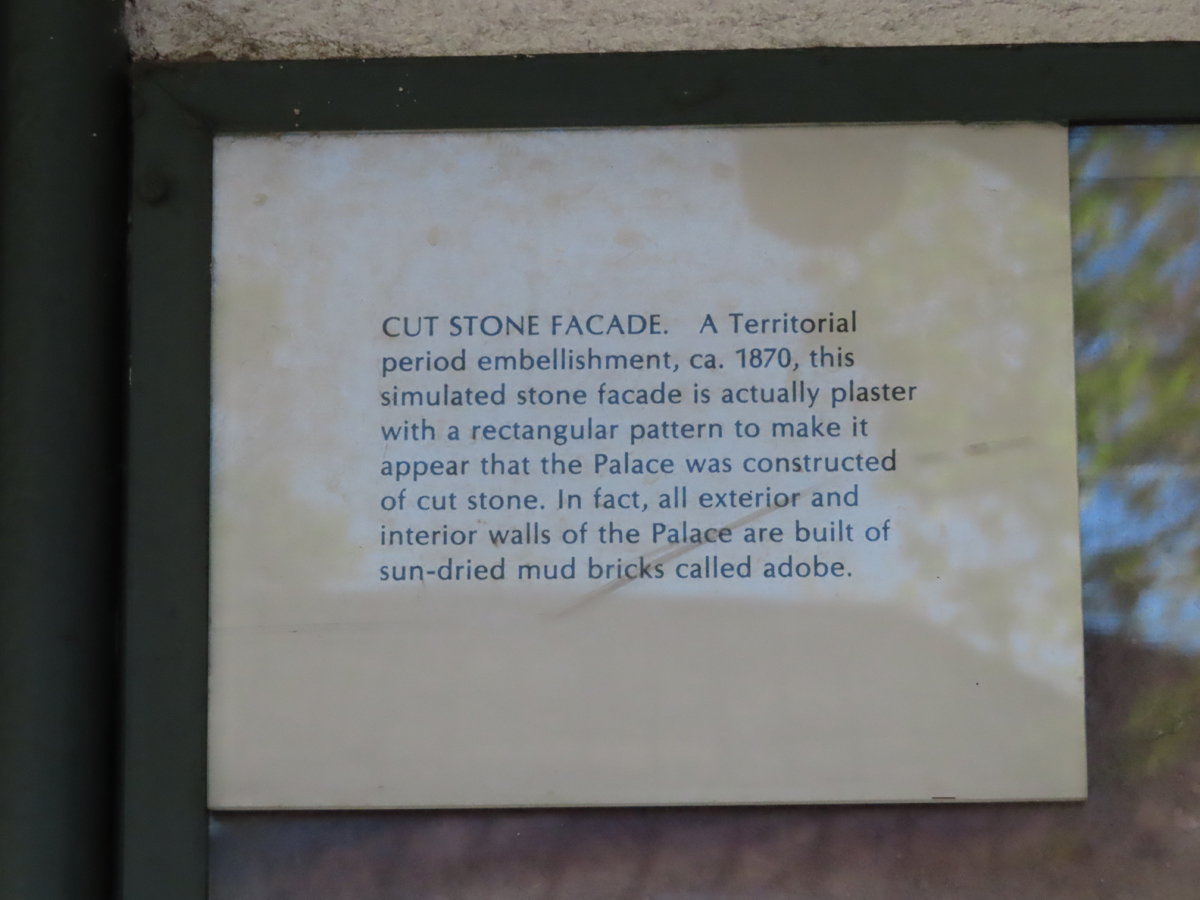 CUT STONE FACADE. A Territorial
period embellishment, ca. 1870, this
simulated stone facade is actually plaster
with a rectangular pattern to make it
appear that the Palace was constructed
of cut stone. In fact, all exterior and
interior walls of the Palace are built of
sun-dried mud bricks called adobe.